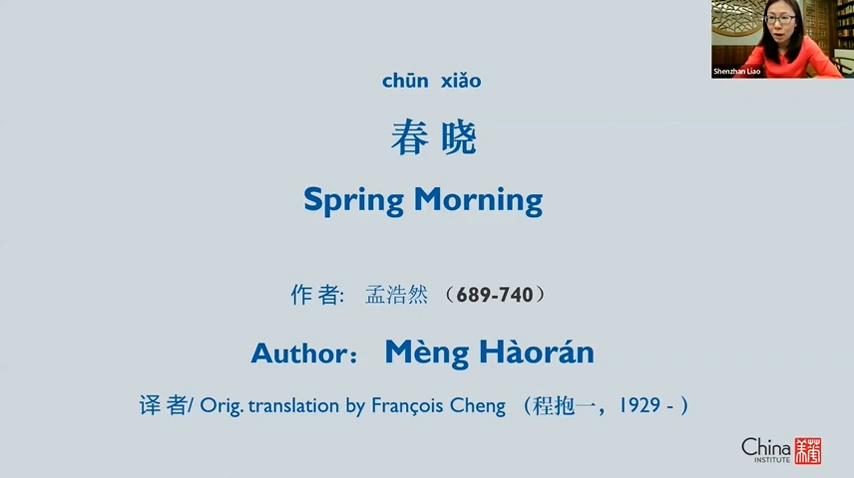 Shenzhan Liao
chūn xiǎo
春 晓
Spring Morning
作 者: 孟浩然 （689-740）
Author： Mèng Hàorán
译 者/ Orig. translation by François Cheng （程抱一，1929 - ）
China
INSTITUTE